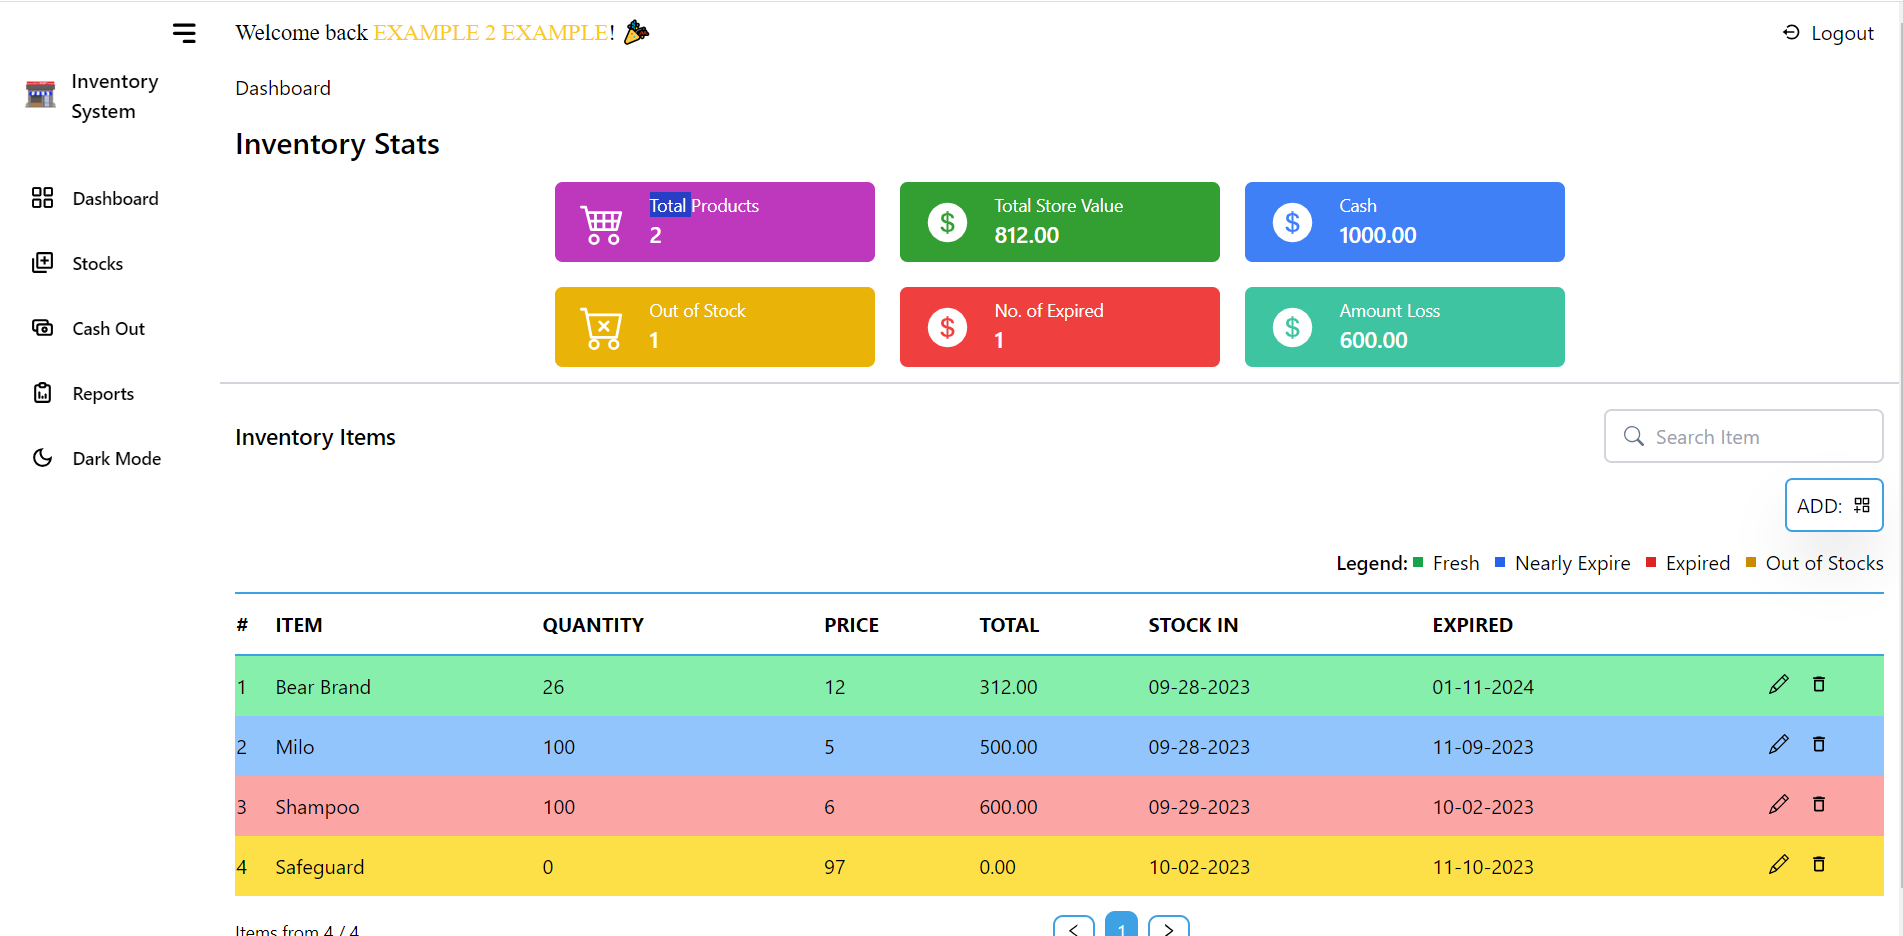 Welcome back EXAMPLE 2 EXAMPLE!
Logout
Inventory
System
Dashboard
Stocks
Cash Out
Reports
Dark Mode
Dashboard
Inventory Stats
Total Products
2
Total Store Value
812.00
Cash
1000.00
Out of Stock
1
No. of Expired
1
Amount Loss
600.00
Inventory Items
Search Item
ADD:
Legend: Fresh Nearly Expire Expired Out of Stocks
# ITEM QUANTITY PRICE TOTAL STOCK IN EXPIRED
1 Bear Brand 26 12 312.00 09-28-2023 01-11-2024
2 Milo 100 5 500.00 09-28-2023 11-09-2023
3 Shampoo 100 6 600.00 09-29-2023 10-02-2023
4 Safeguard 0 97 0.00 10-02-2023 11-10-2023
Items from 4 / 4
< 1 >